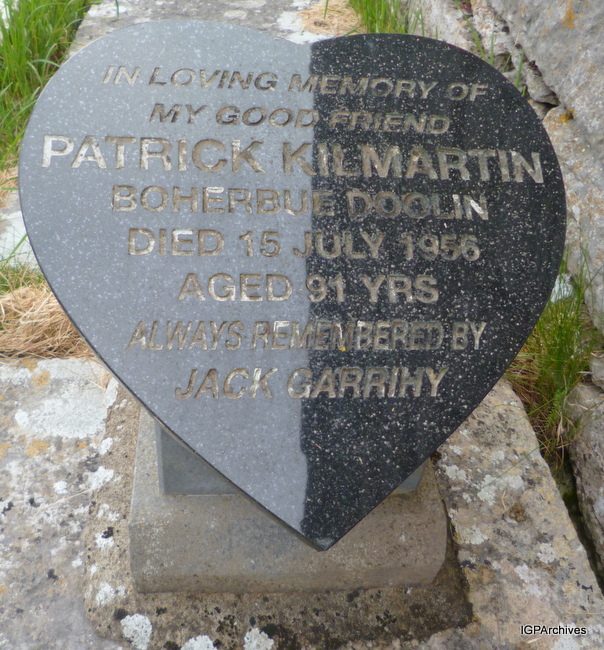 IN LOVING MEMORY OF
MY GOOD FRIEND
PATRICK KILMARTIN
BOHERBUE DOOLIN
DIED 15 JULY 1956
AGED 91 YRS
ALWAYS REMEMBERED BY
JACK GARRIHY
IGPArchives